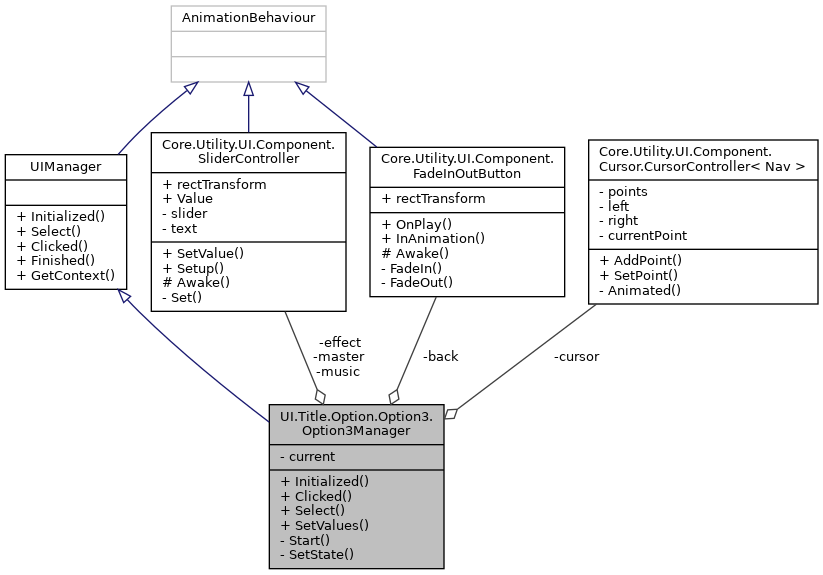 AnimationBehaviour
UIManager
+ Initialized()
+ Select()
+ Clicked()
+ Finished()
+ GetContext()
Core.Utility.UI.Component.
SliderController
+ rectTransform
+ Value
- slider
- text
+ SetValue()
+ Setup()
# Awake()
- Set()
Core.Utility.UI.Component.
FadeInOutButton
+ rectTransform
+ OnPlay()
+ InAnimation()
# Awake()
- FadeIn()
- FadeOut()
Core.Utility.UI.Component.
Cursor.CursorController< Nav >
- points
- left
- right
- currentPoint
+ AddPoint()
+ SetPoint()
- Animated()
-effect
-master
-music
-back
-cursor
UI.Title.Option.Option3.
Option3Manager
- current
+ Initialized()
+ Clicked()
+ Select()
+ SetValues()
- Start()
- SetState()